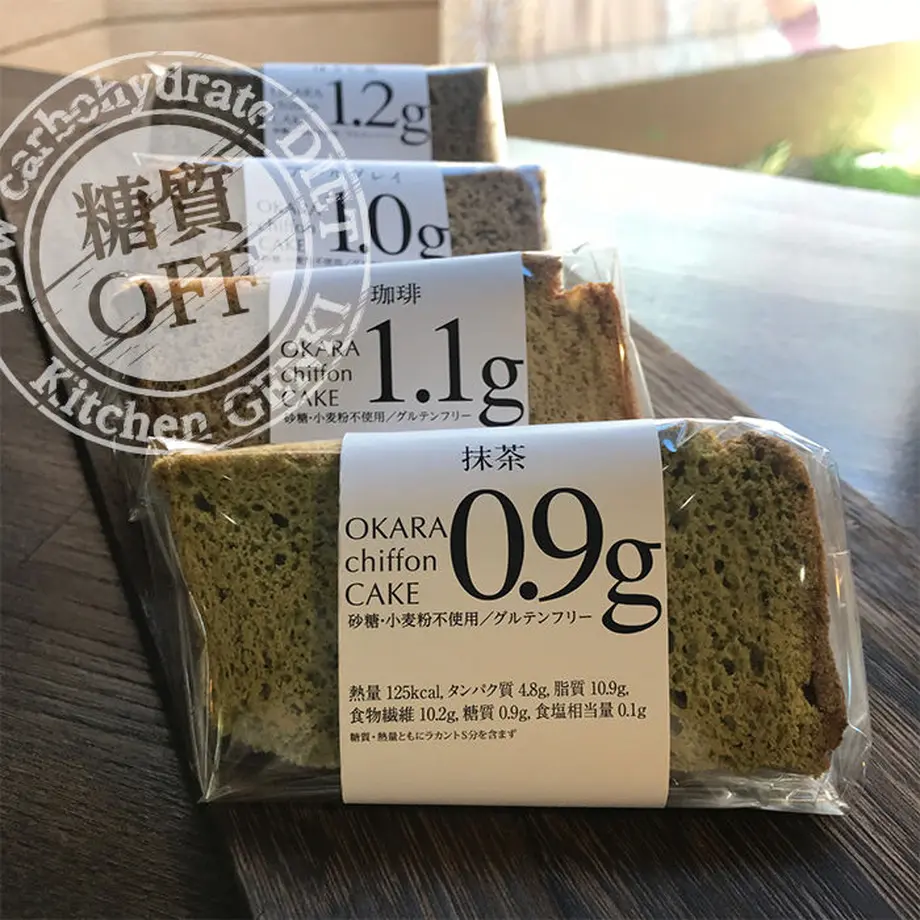 Low Carbohydrate DIET
糖質
OFF
Kitchen
OKARA
chiffon
CAKE
1.2g
OKARA
chiffon
CAKE
1.0g
珈琲
OKARA
chiffon
CAKE
1.1g
砂糖・小麦粉不使用／グルテンフリー
抹茶
OKARA
chiffon
CAKE
0.9g
砂糖・小麦粉不使用／グルテンフリー
熱量 125kcal, タンパク質 4.8g, 脂質 10.9g,
食物繊維 10.2g, 糖質 0.9g, 食塩相当量 0.1g
糖質・熱量ともにラカントS分を含まず